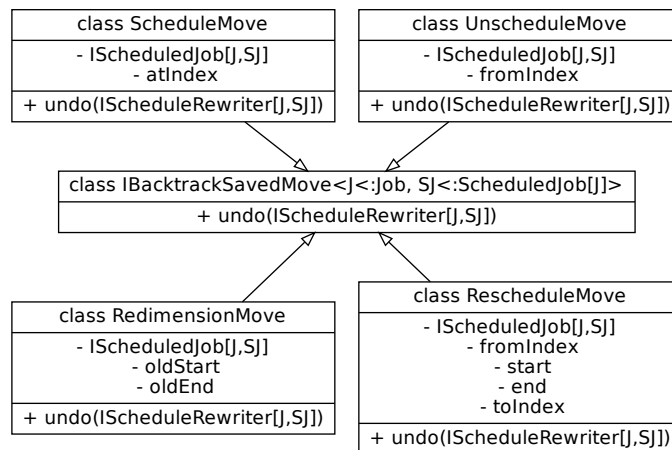 class ScheduleMove
- IScheduledJob[J,SJ]
- atIndex
+ undo(IScheduleRewriter[J,SJ])
class UnscheduleMove
- IScheduledJob[J,SJ]
- fromIndex
+ undo(IScheduleRewriter[J,SJ])
class IBacktrackSavedMove<J<:Job, SJ<:ScheduledJob[J]>
+ undo(IScheduleRewriter[J,SJ])
class RedimensionMove
- IScheduledJob[J,SJ]
- oldStart
- oldEnd
+ undo(IScheduleRewriter[J,SJ])
class RescheduleMove
- IScheduledJob[J,SJ]
- fromIndex
- start
- end
- toIndex
+ undo(IScheduleRewriter[J,SJ])